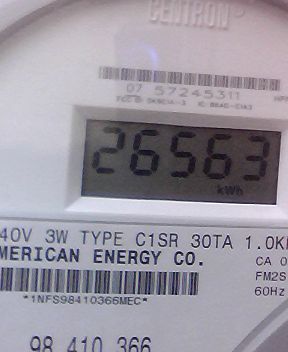 CENTRON
07 57245311
26563
kWh
40V 3W TYPE C1SR 30TA 1.0K
MERICAN ENERGY CO.
CA 0
FM2S
60Hz
*1NFS98410366MEC*
98 410 366